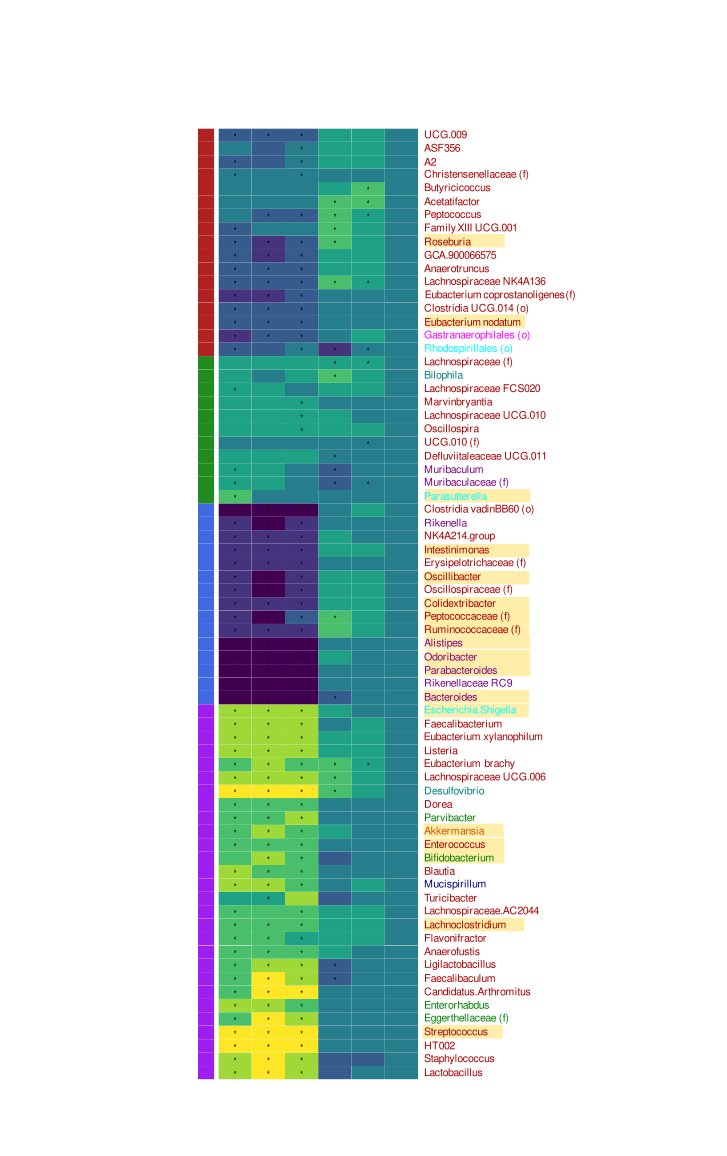 UCG.009
ASF356
A2
Christensenellaceae (f)
Butyricicoccus
Acetatifactor
Peptococcus
Family XIII UCG.001
Roseburia
GCA.900066575
Anaerotruncus
Lachnospiraceae NK4A136
Eubacterium coprostanoligenes (f)
Clostridia UCG.014 (o)
Eubacterium nodatum
Gastranaerophilales (o)
Rhodospirillales (o)
Lachnospiraceae (f)
Bilophila
Lachnospiraceae FCS020
Marvinbryantia
Lachnospiraceae UCG.010
Oscillospira
UCG.010 (f)
Defluviitaleaceae UCG.011
Muribaculum
Muribaculaceae (f)
Parasutterella
Clostridia vadinBB60 (o)
Rikenella
NK4A214.group
Intestinimonas
Erysipelotrichaceae (f)
Oscillibacter
Oscillospiraceae (f)
Colidextribacter
Peptococcaceae (f)
Ruminococcaceae (f)
Alistipes
Odoribacter
Parabacteroides
Rikenellaceae RC9
Bacteroides
Escherichia.Shigella
Faecalibacterium
Eubacterium xylanophilum
Listeria
Eubacterium brachy
Lachnospiraceae UCG.006
Desulfovibrio
Dorea
Parvibacter
Akkermansia
Enterococcus
Bifidobacterium
Blautia
Mucispirillum
Turicibacter
Lachnospiraceae.AC2044
Lachnoclostridium
Flavonifractor
Anaerofustis
Ligilactobacillus
Faecalibaculum
Candidatus.Arthromitus
Enterorhabdus
Eggerthellaceae (f)
Streptococcus
HT002
Staphylococcus
Lactobacillus